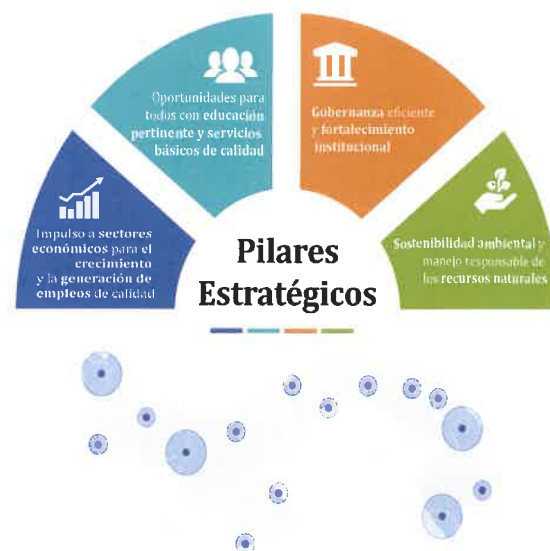 Oportunidades para
todos con educación
pertinente y servicios
básicos de calidad
Gobernanza eficiente
y fortalecimiento
institucional
Impulso a sectores
económicos para el
crecimiento
y la generación de
empleos de calidad
Sostenibilidad ambiental y
manejo responsable de
los recursos naturales
Pilares
Estratégicos